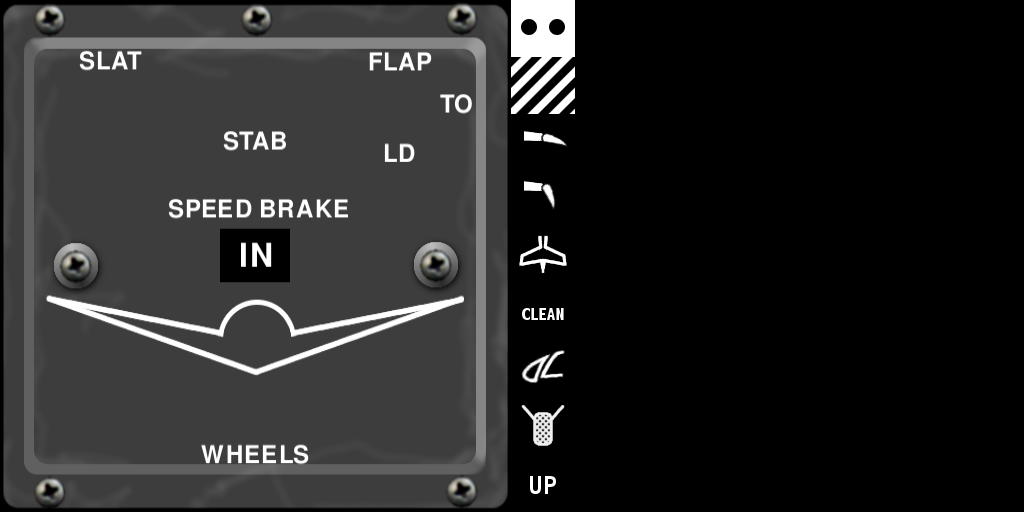 SLAT
FLAP
TO
STAB
LD
SPEED BRAKE
IN
WHEELS
CLEAN
UP